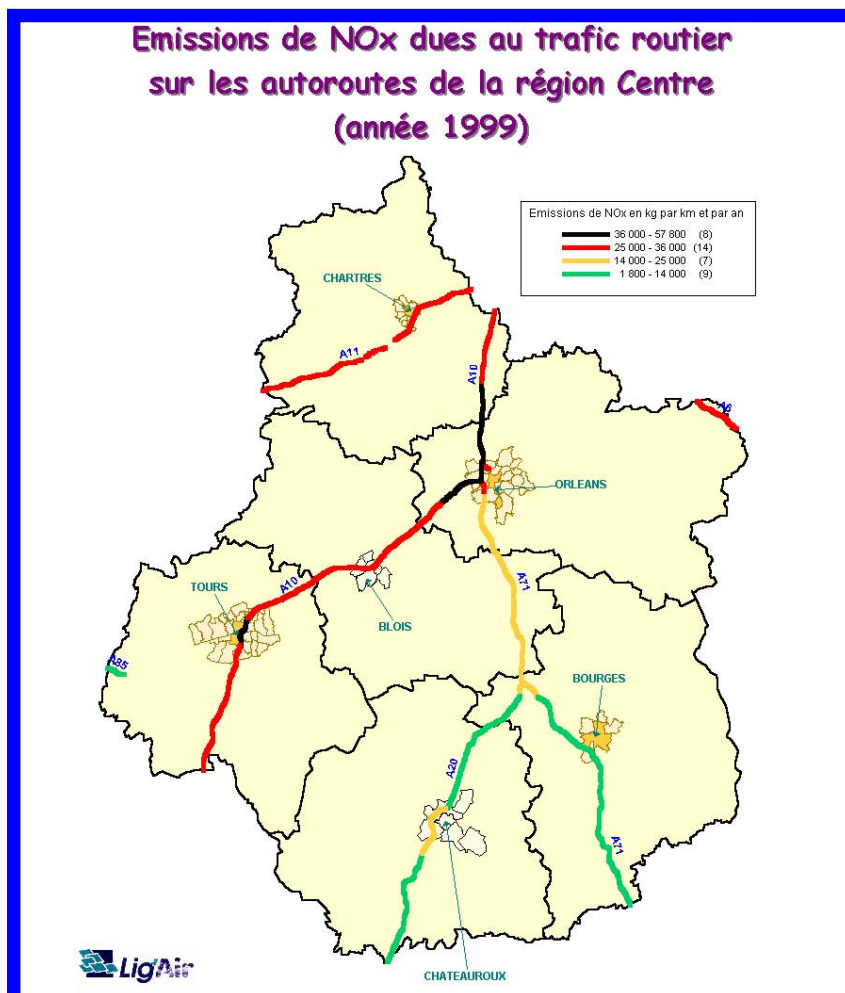 Emissions de NOx dues au trafic routier
sur les autoroutes de la région Centre
(année 1999)
Emissions de NOx en kg par km et par an
36 000 - 57 800 (8)
25 000 - 36 000 (14)
14 000 - 25 000 (7)
1 800 - 14 000 (9)
CHARTRES
A11
A10
A6
ORLEANS
A10
TOURS
A71
BLOIS
A85
BOURGES
A20
A71
CHATEAUROUX
Lig'Air